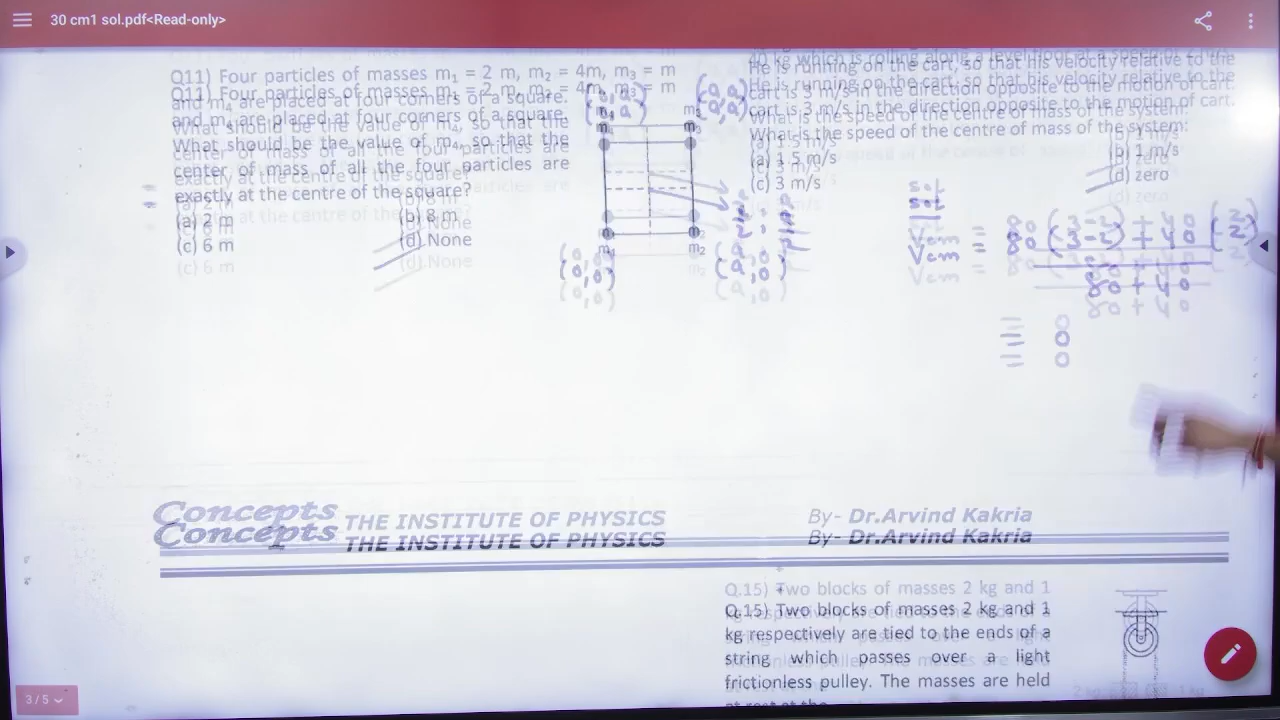 30 cm1 sol.pdf<Read-only>
Q11) Four particles of masses m₁ = 2 m, m₂ = 4m, m₃ = m
and m₄ are placed at four corners of a square.
What should be the value of m₄, so that the
center of mass of all the four particles are
exactly at the centre of the square?
(a) 2 m
(b) 8 m
(c) 6 m
(d) None
m₁
m₂
(0,0)
(a,0)
40 kg which is rolling along a level floor at a speed of 2 m/s.
He is running on the cart, so that his velocity relative to the
cart is 3 m/s in the direction opposite to the motion of cart.
What is the speed of the centre of mass of the system:
(a) 1.5 m/s
(b) 1 m/s
(c) 3 m/s
(d) zero
Vcm =
80 + 40
= 0
Concepts THE INSTITUTE OF PHYSICS
By- Dr.Arvind Kakria
Q.15) Two blocks of masses 2 kg and 1
kg respectively are tied to the ends of a
string which passes over a light
frictionless pulley. The masses are held
at rest at the
3 / 5